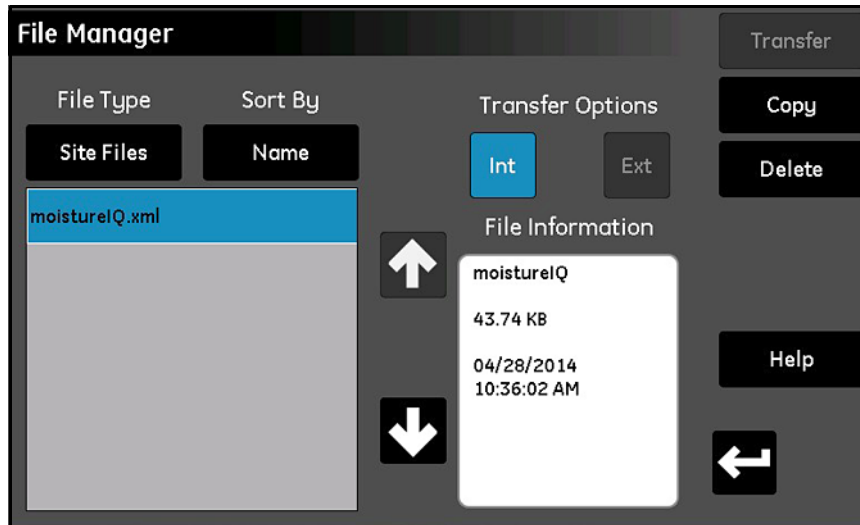 File Manager
Transfer
File Type
Sort By
Transfer Options
Copy
Site Files
Name
Int
Ext
Delete
moistureIQ.xml
File Information
moistureIQ
43.74 KB
04/28/2014
10:36:02 AM
Help